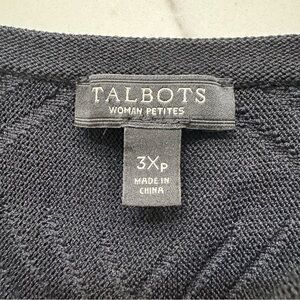 TALBOTS
WOMAN PETITES
3XP
MADE IN
CHINA